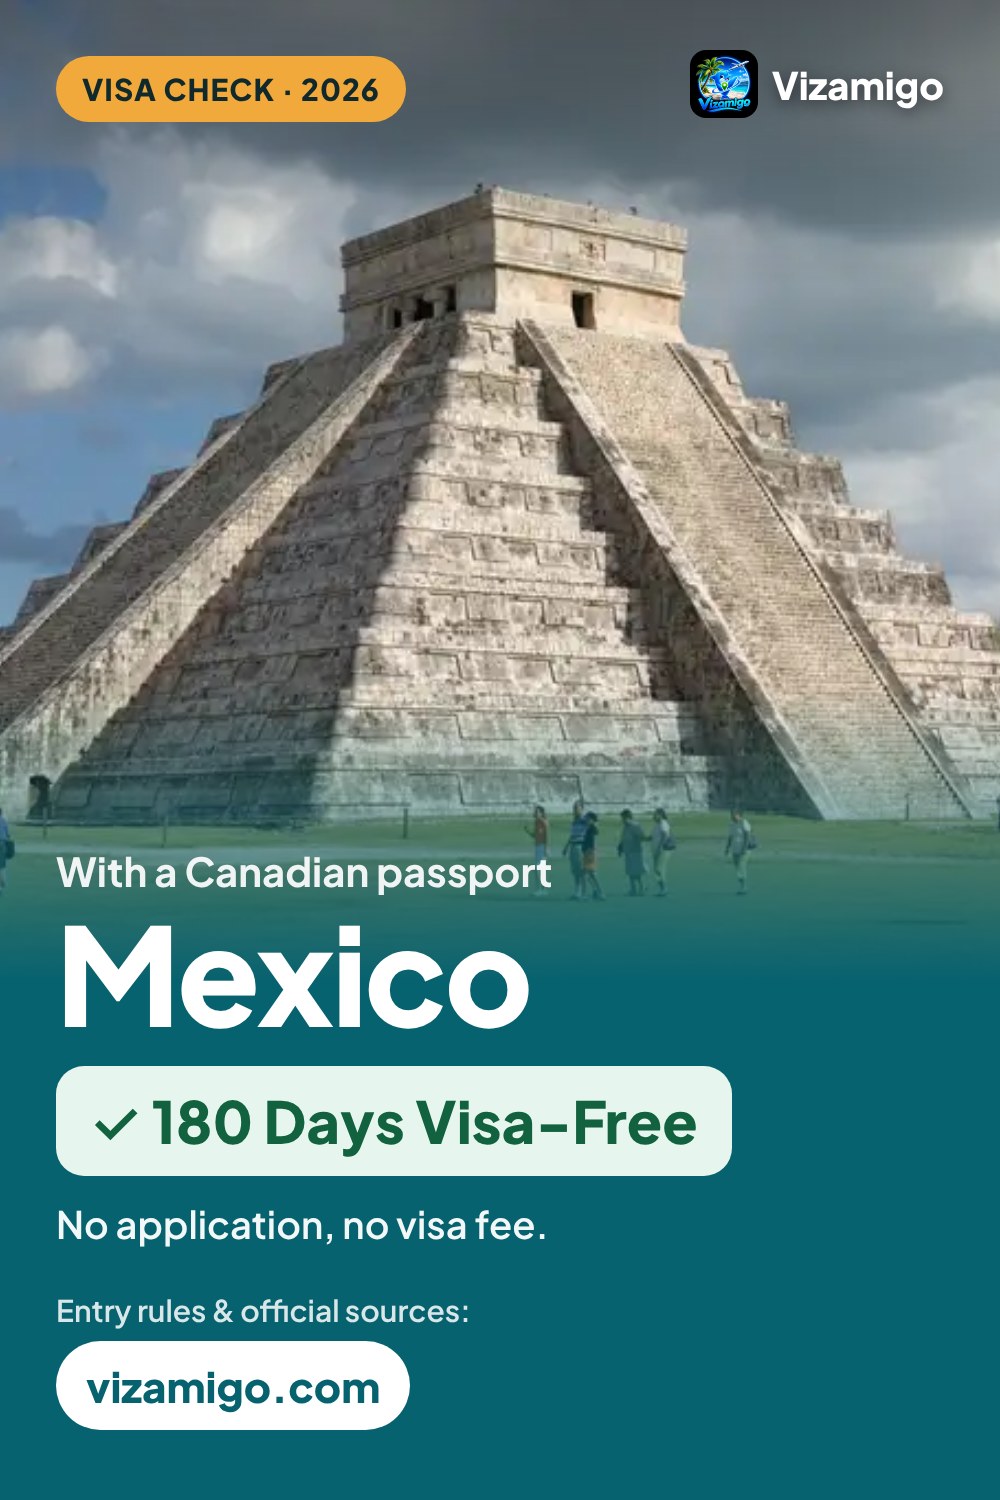 VISA CHECK · 2026
Vizamigo
Vizamigo
With a Canadian passport
Mexico
✓ 180 Days Visa-Free
No application, no visa fee.
Entry rules & official sources:
vizamigo.com